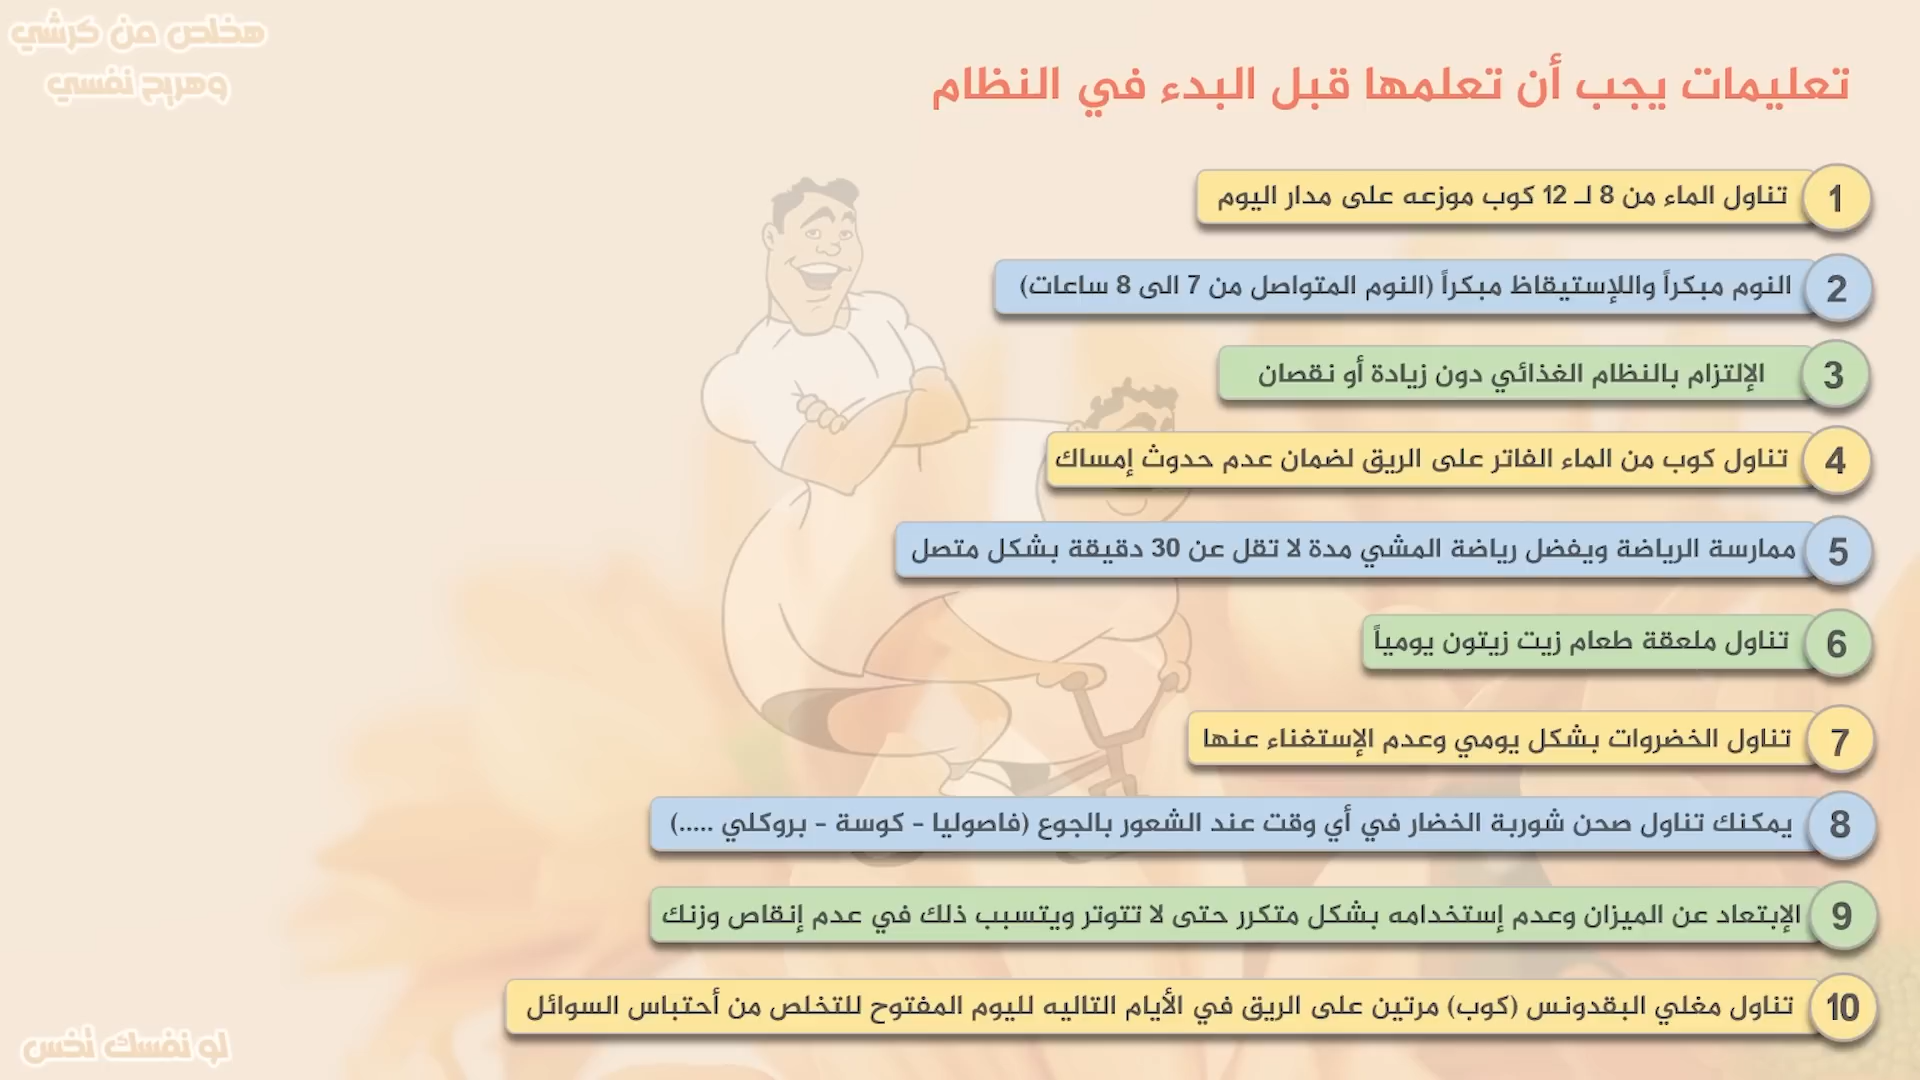 هخلص من كرشي
وهريح نفسي
تعليمات يجب أن تعلمها قبل البدء في النظام
1 تناول الماء من 8 لـ 12 كوب موزعه على مدار اليوم
2 النوم مبكراً واللإستيقاظ مبكراً (النوم المتواصل من 7 الى 8 ساعات)
3 الإلتزام بالنظام الغذائي دون زيادة أو نقصان
4 تناول كوب من الماء الفاتر على الريق لضمان عدم حدوث إمساك
5 ممارسة الرياضة ويفضل رياضة المشي مدة لا تقل عن 30 دقيقة بشكل متصل
6 تناول ملعقة طعام زيت زيتون يومياً
7 تناول الخضروات بشكل يومي وعدم الإستغناء عنها
8 يمكنك تناول صحن شوربة الخضار في أي وقت عند الشعور بالجوع (فاصوليا - كوسة - بروكلي .....)
9 الإبتعاد عن الميزان وعدم إستخدامه بشكل متكرر حتى لا تتوتر ويتسبب ذلك في عدم إنقاص وزنك
10 تناول مغلي البقدونس (كوب) مرتين على الريق في الأيام التاليه لليوم المفتوح للتخلص من أحتباس السوائل
لو نفسك تخس